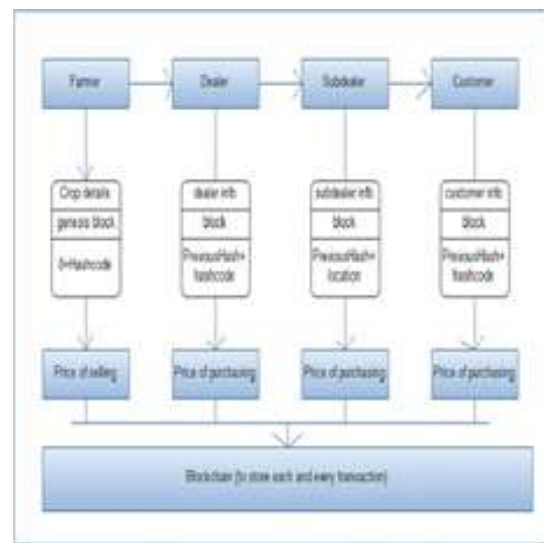 Farmer
Dealer
Subdealer
Customer
Crop details
genesis block
0+Hashcode
dealer info
block
PreviousHash+
hashcode
subdealer info
block
PreviousHash+
location
customer info
block
PreviousHash+
hashcode
Price of selling
Price of purchasing
Price of purchasing
Price of purchasing
Blockchain (to store each and every transaction)